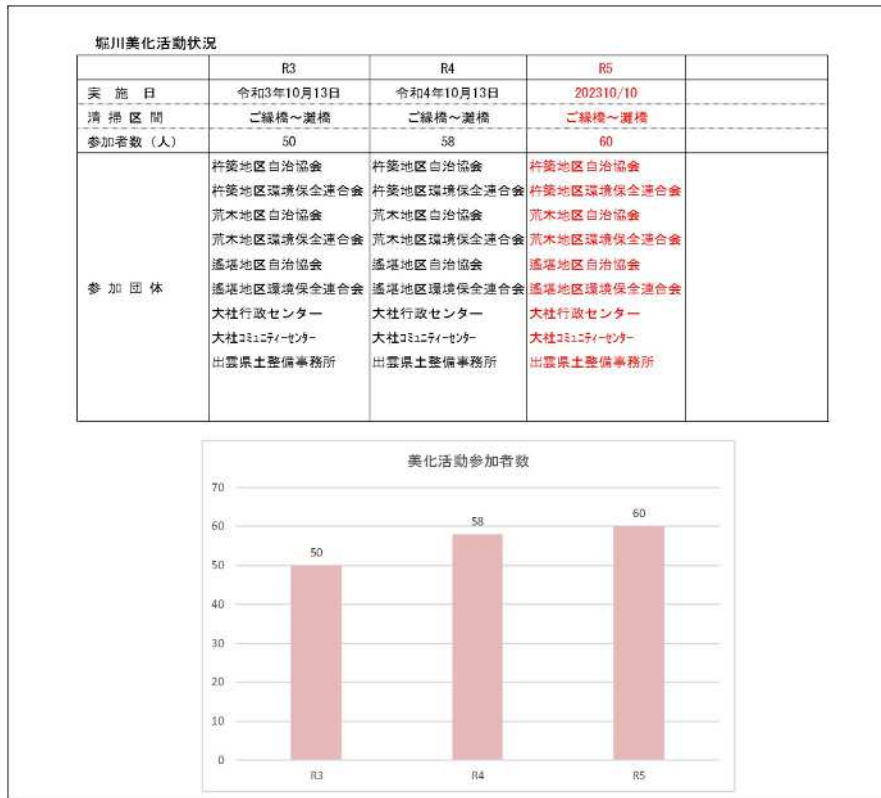 堀川美化活動状況
R3 R4 R5
実施日 令和3年10月13日 令和4年10月13日 202310/10
清掃区間 ご縁橋～灘橋 ご縁橋～灘橋 ご縁橋～灘橋
参加者数（人） 50 58 60
杵築地区自治協会 杵築地区自治協会 杵築地区自治協会
杵築地区環境保全連合会 杵築地区環境保全連合会 杵築地区環境保全連合会
荒木地区自治協会 荒木地区自治協会 荒木地区自治協会
荒木地区環境保全連合会 荒木地区環境保全連合会 荒木地区環境保全連合会
遙堪地区自治協会 遙堪地区自治協会 遙堪地区自治協会
参加団体 遙堪地区環境保全連合会 遙堪地区環境保全連合会 遙堪地区環境保全連合会
大社行政センター 大社行政センター 大社行政センター
大社ｺﾐｭﾆﾃｨｰｾﾝﾀｰ 大社ｺﾐｭﾆﾃｨｰｾﾝﾀｰ 大社ｺﾐｭﾆﾃｨｰｾﾝﾀｰ
出雲県土整備事務所 出雲県土整備事務所 出雲県土整備事務所
美化活動参加者数
70
60
50
40
30
20
10
0
50
58
60
R3 R4 R5